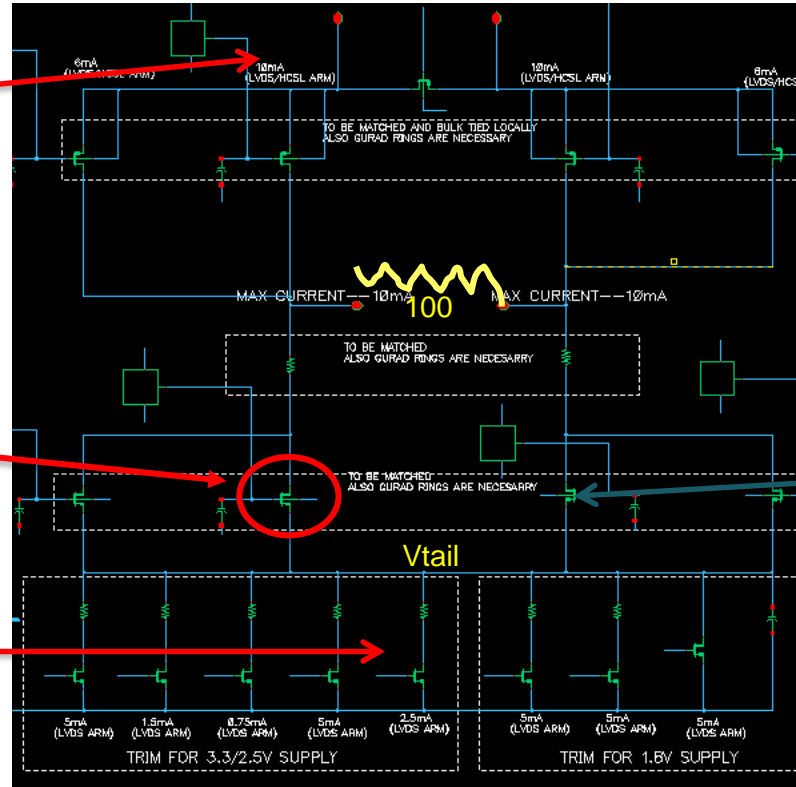 6mA
(LVDS/HCSL ARM)
10mA
(LVDS/HCSL ARM)
10mA
(LVDS/HCSL ARM)
6mA
(LVDS/HCS
TO BE MATCHED AND BULK TIED LOCALLY
ALSO GURAD RINGS ARE NECESSARY
MAX CURRENT--10mA
MAX CURRENT--10mA
100
TO BE MATCHED
ALSO GURAD RINGS ARE NECESARRY
TO BE MATCHED
ALSO GURAD RINGS ARE NECESARRY
Vtail
5mA
(LVDS ARM)
1.5mA
(LVDS ARM)
0.75mA
(LVDS ARM)
5mA
(LVDS ARM)
2.5mA
(LVDS ARM)
5mA
(LVDS ARM)
5mA
(LVDS ARM)
5mA
(LVDS ARM)
TRIM FOR 3.3/2.5V SUPPLY
TRIM FOR 1.8V SUPPLY